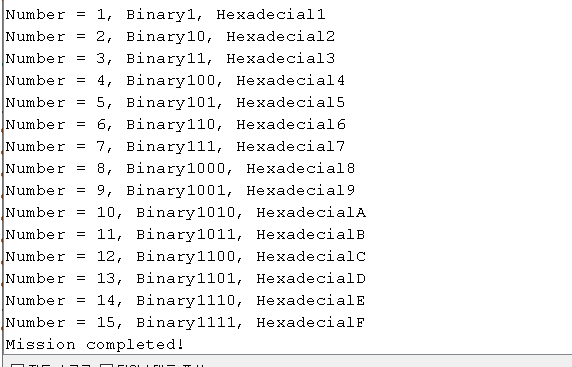 Number = 1, Binary1, Hexadecial1
Number = 2, Binary10, Hexadecial2
Number = 3, Binary11, Hexadecial3
Number = 4, Binary100, Hexadecial4
Number = 5, Binary101, Hexadecial5
Number = 6, Binary110, Hexadecial6
Number = 7, Binary111, Hexadecial7
Number = 8, Binary1000, Hexadecial8
Number = 9, Binary1001, Hexadecial9
Number = 10, Binary1010, HexadecialA
Number = 11, Binary1011, HexadecialB
Number = 12, Binary1100, HexadecialC
Number = 13, Binary1101, HexadecialD
Number = 14, Binary1110, HexadecialE
Number = 15, Binary1111, HexadecialF
Mission completed!